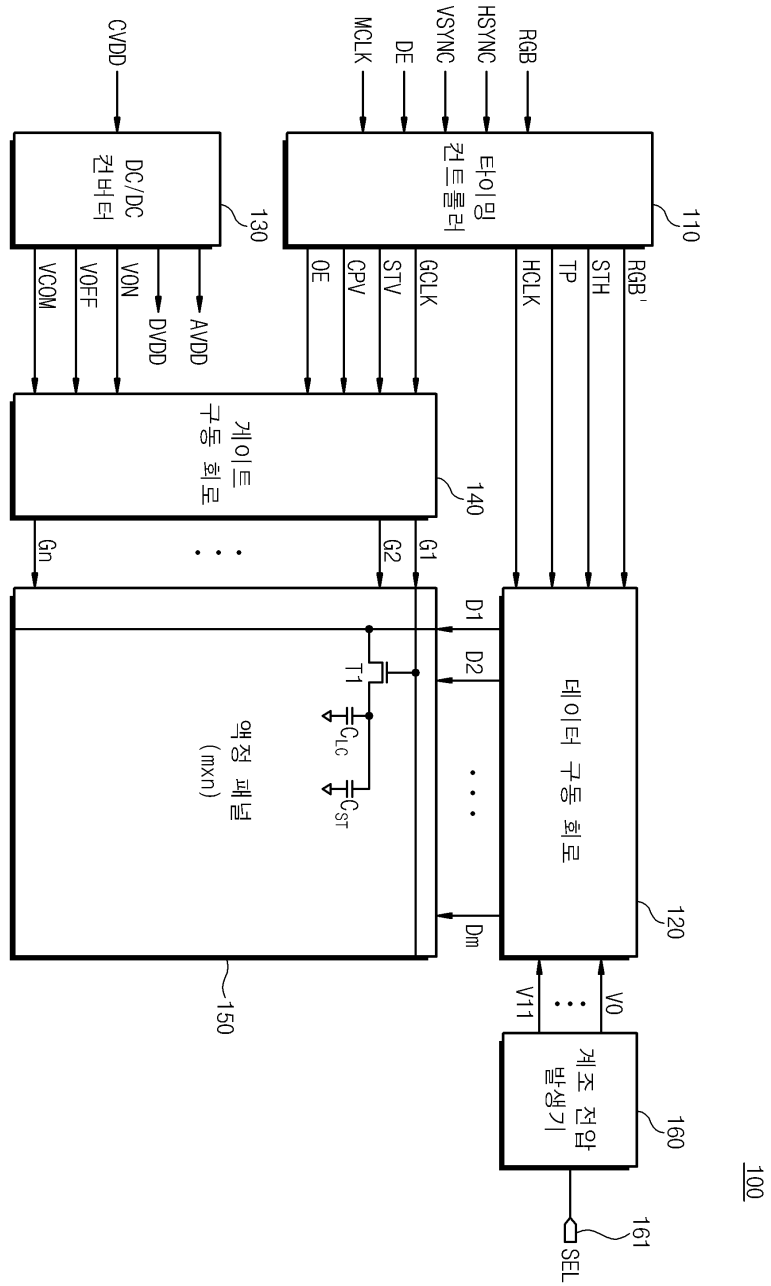 100
RGB
HSYNC
VSYNC
DE
MCLK
타이밍
컨트롤러
110
RGB'
STH
TP
HCLK
GCLK
STV
CPV
OE
데이터 구동 회로
120
V0
...
V11
계조 전압
발생기
160
161
SEL
CVDD
DC/DC
컨버터
130
AVDD
DVDD
VON
VOFF
VCOM
게이트
구동 회로
140
G1
G2
...
Gn
D1
D2
...
Dm
T1
CLC
CST
액정 패널
(mxn)
150